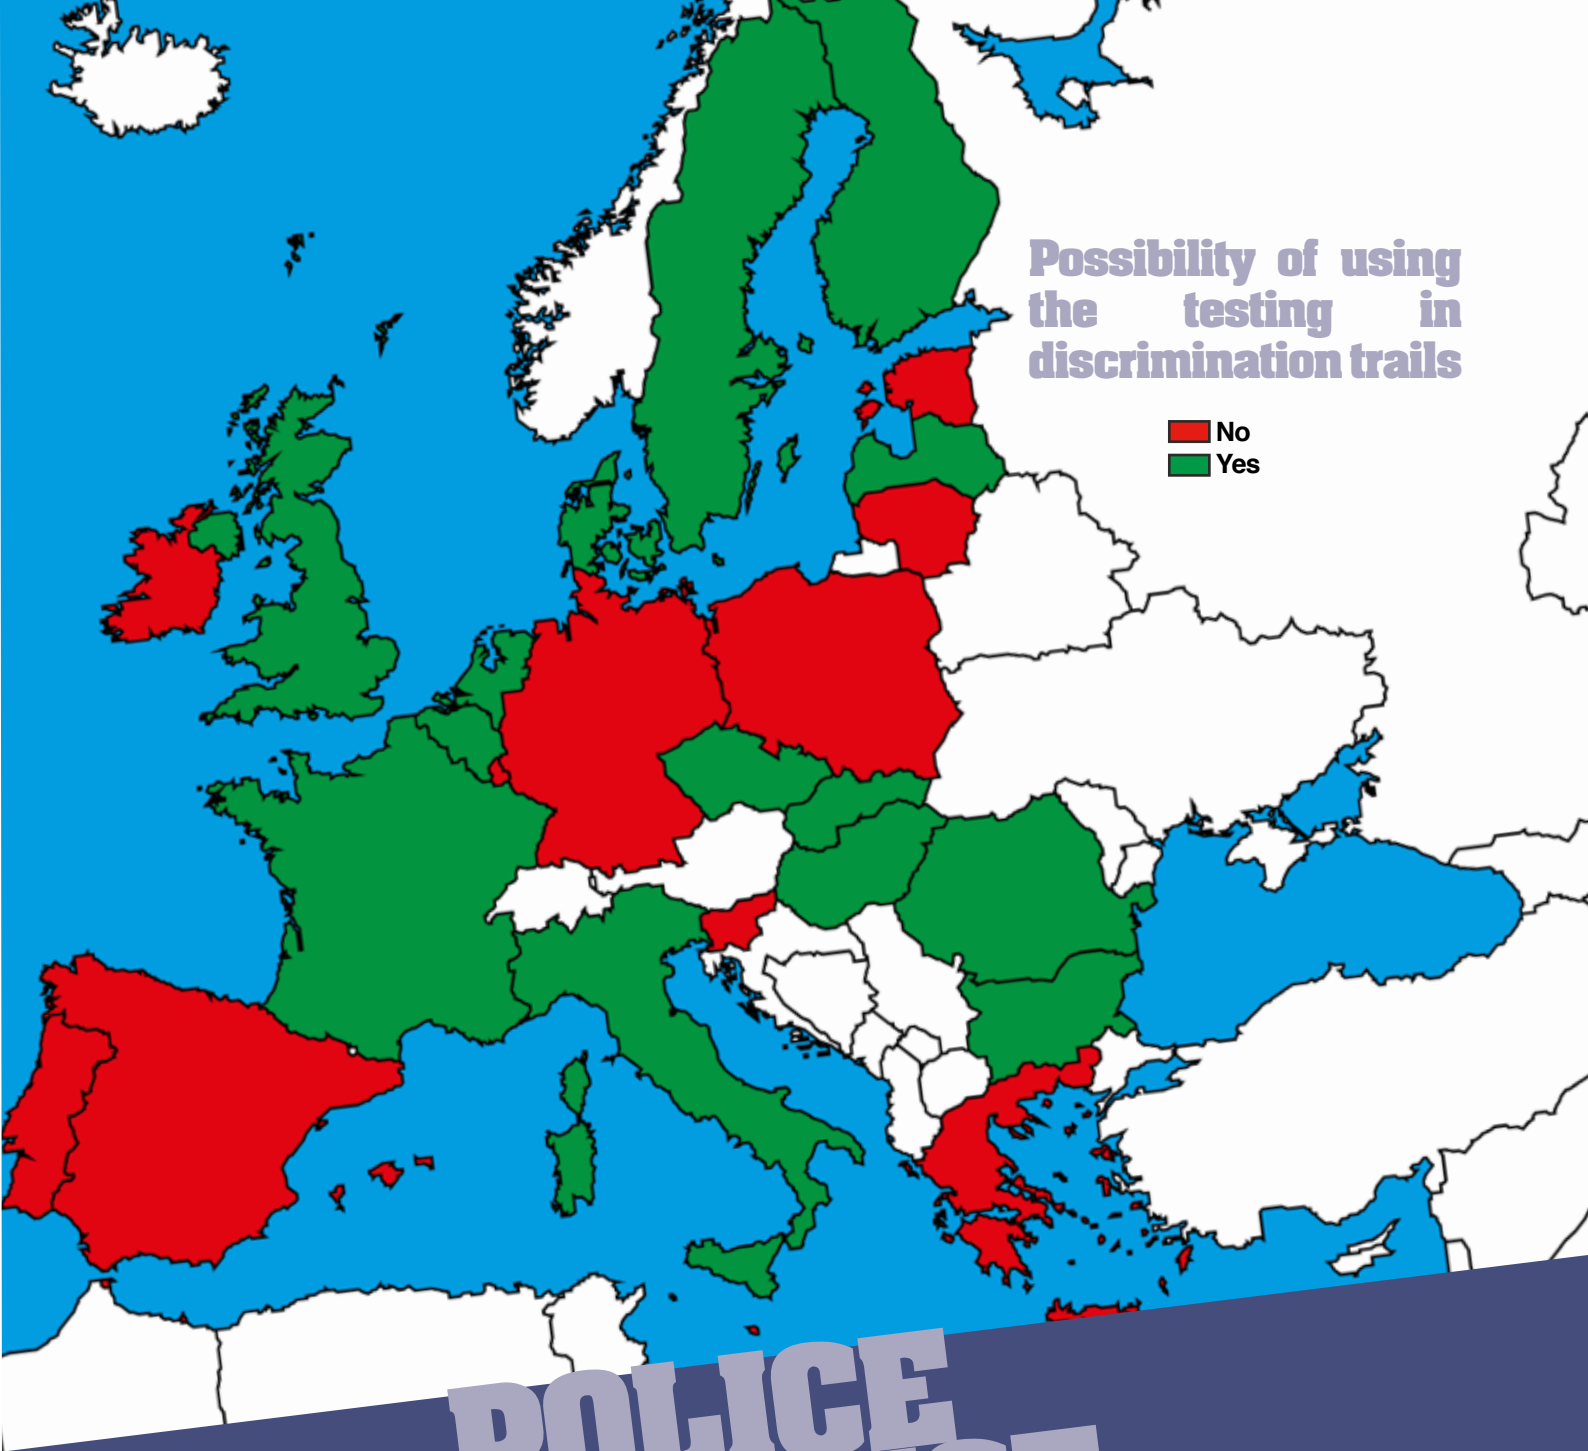 Possibility of using
the testing in
discrimination trails
No
Yes
POLICE